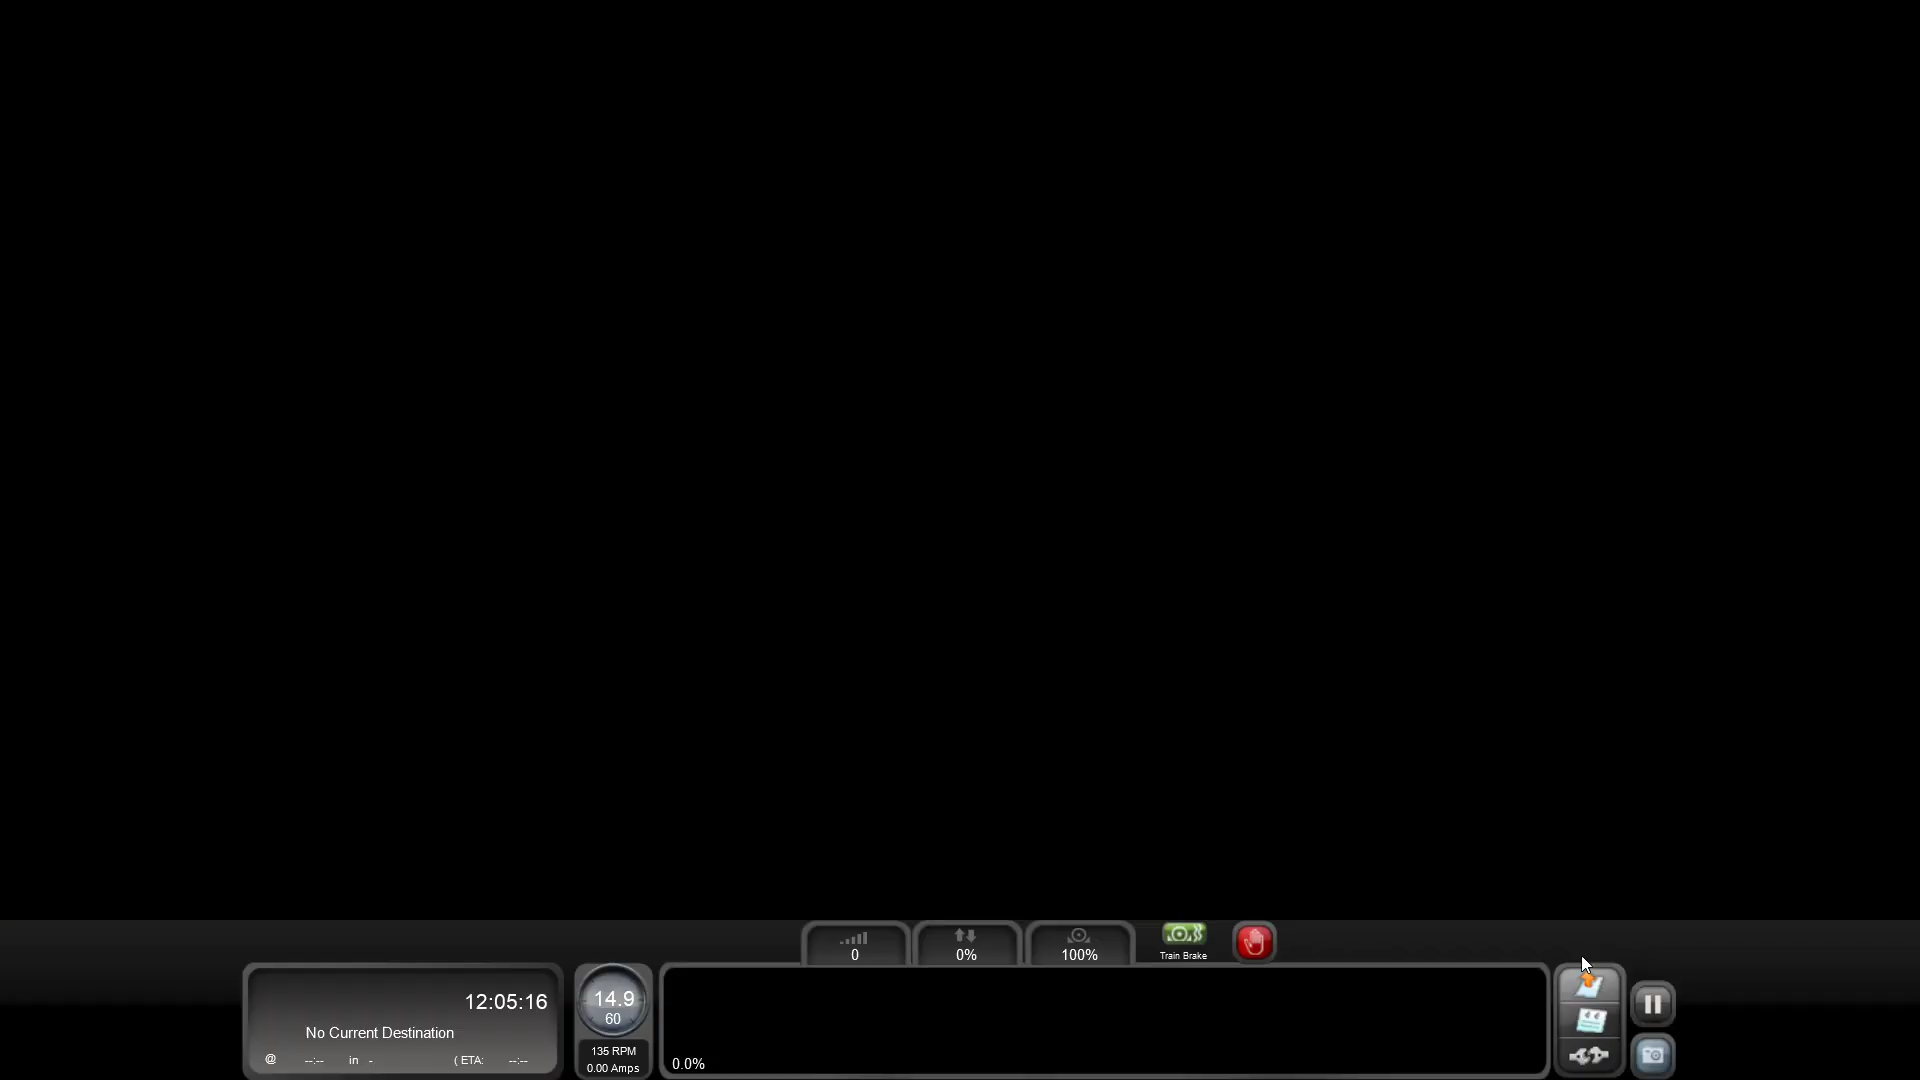 0
0%
100%
Train Brake
12:05:16
No Current Destination
@ --:-- in - ( ETA: --:--
14.9
60
135 RPM
0.00 Amps
0.0%